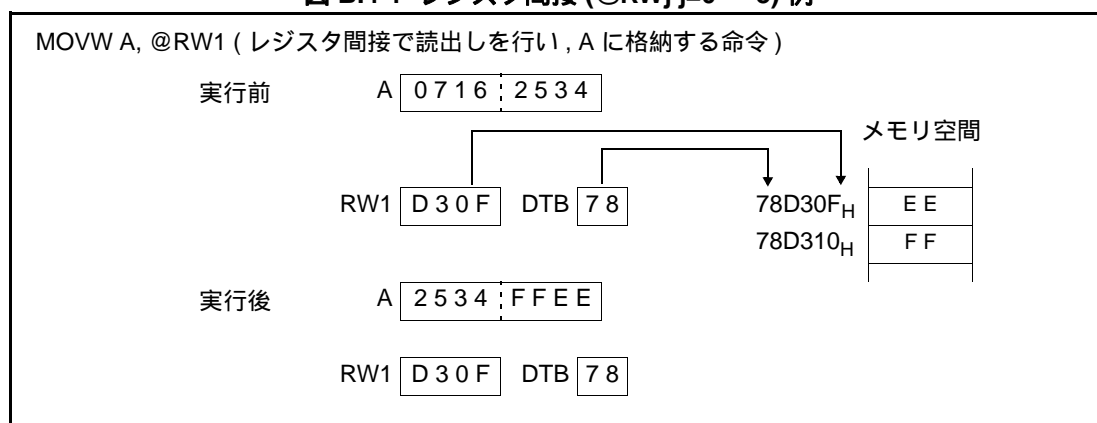 MOVW A, @RW1 ( レジスタ間接で読出しを行い , A に格納する命令 )
実行前 A 0716 2534
メモリ空間
RW1 D30F DTB 78 78D30FH EE
78D310H FF
実行後 A 2534 FFEE
RW1 D30F DTB 78